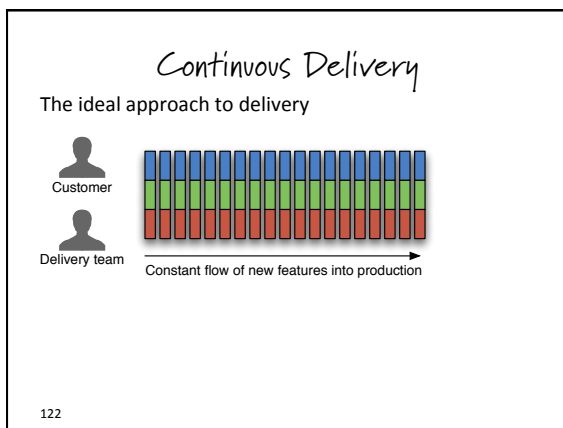 Continuous Delivery
The ideal approach to delivery
Customer
Delivery team
Constant flow of new features into production
122